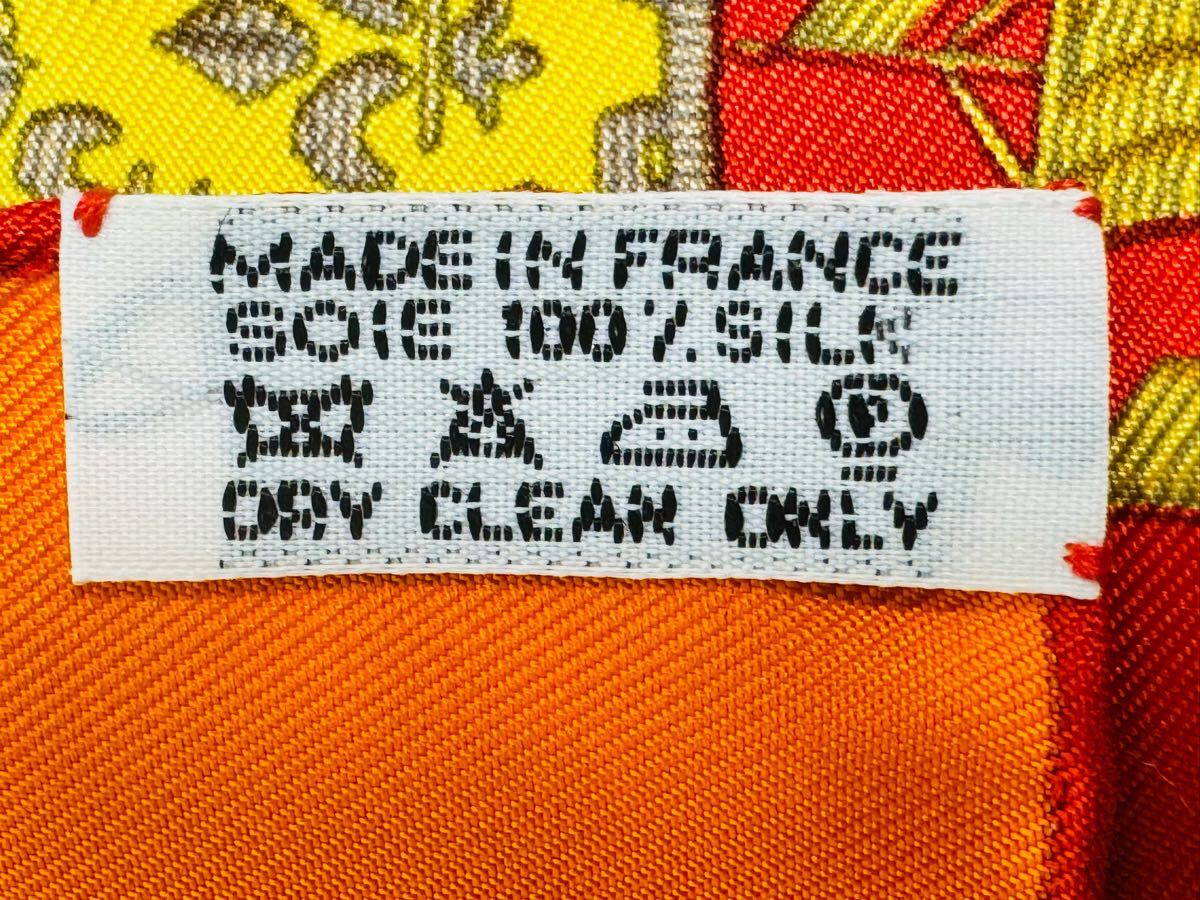 MADE IN FRANCE
SOIE 100% SILK
P
DRY CLEAN ONLY